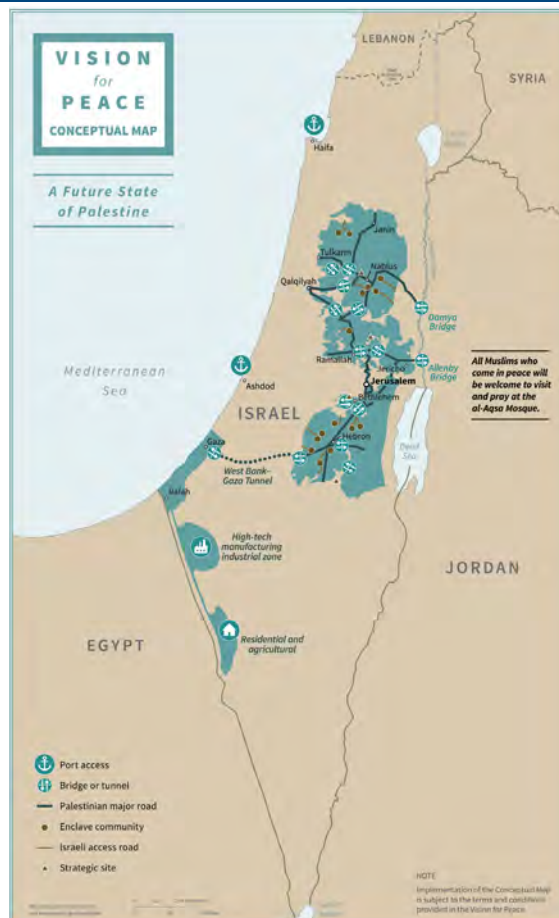 VISION
for
PEACE
CONCEPTUAL MAP
A Future State
of Palestine
LEBANON
SYRIA
Haifa
Janin
Tulkarm
Nablus
Qalqilyah
Damya
Bridge
Ramallah
Jericho
Allenby
Bridge
Jerusalem
Bethlehem
All Muslims who
come in peace will
be welcome to visit
and pray at the
al-Aqsa Mosque.
Mediterranean
Sea
Ashdod
ISRAEL
Hebron
Dead
Sea
Gaza
West Bank–
Gaza Tunnel
Rafah
High-tech
manufacturing
industrial zone
JORDAN
EGYPT
Residential and
agricultural
Port access
Bridge or tunnel
Palestinian major road
Enclave community
Israeli access road
Strategic site
NOTE
Implementation of the Conceptual Map
is subject to the terms and conditions
provided in the Vision for Peace.